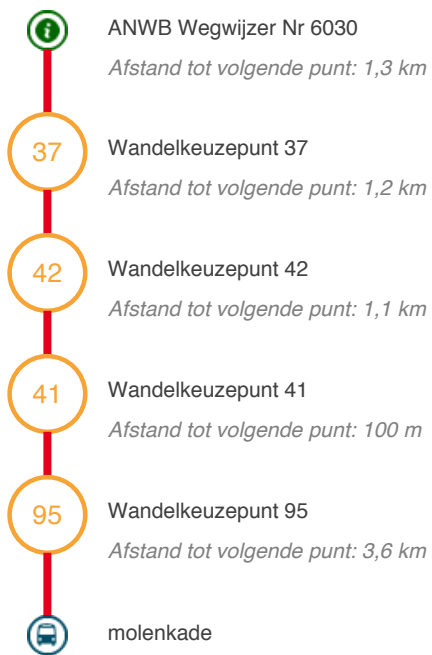 ANWB Wegwijzer Nr 6030
Afstand tot volgende punt: 1,3 km
37
Wandelkeuzepunt 37
Afstand tot volgende punt: 1,2 km
42
Wandelkeuzepunt 42
Afstand tot volgende punt: 1,1 km
41
Wandelkeuzepunt 41
Afstand tot volgende punt: 100 m
95
Wandelkeuzepunt 95
Afstand tot volgende punt: 3,6 km
molenkade